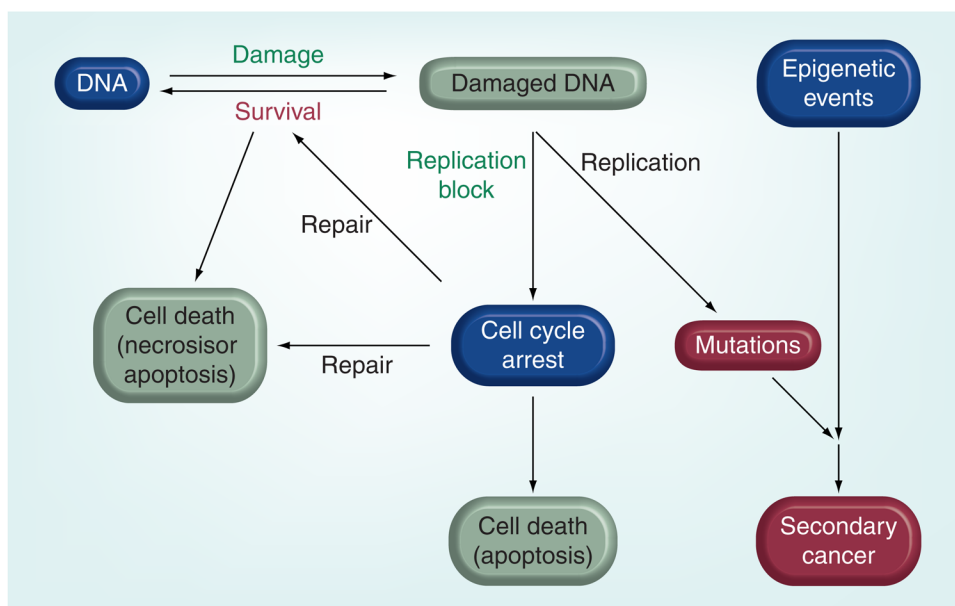 Damage
DNA
Damaged DNA
Epigenetic
events
Survival
Replication
block
Replication
Repair
Cell death
(necrosisor
apoptosis)
Repair
Cell cycle
arrest
Mutations
Cell death
(apoptosis)
Secondary
cancer